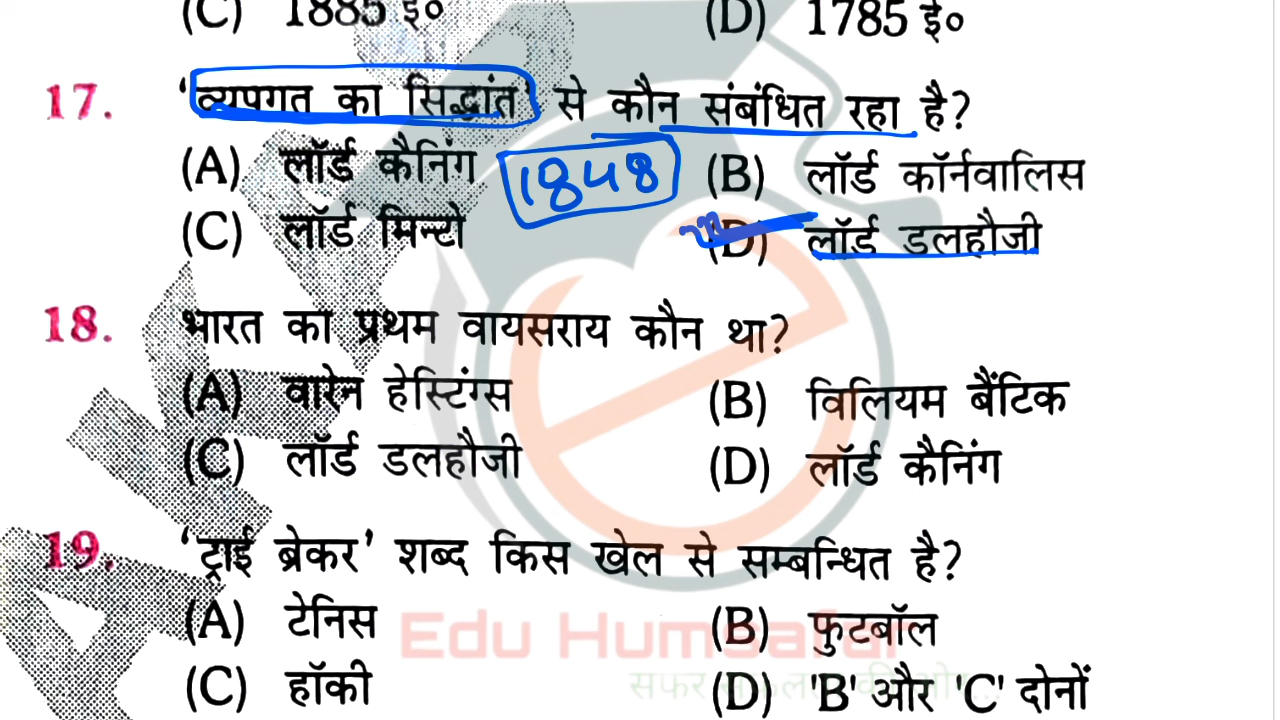 (C) 1885 ई०   (D) 1785 ई०
17. 'व्यपगत का सिद्धांत' से कौन संबंधित रहा है?
(A) लॉर्ड कैनिंग   1848   (B) लॉर्ड कॉर्नवालिस
(C) लॉर्ड मिन्टो   (D) लॉर्ड डलहौजी
18. भारत का प्रथम वायसराय कौन था?
(A) वारेन हेस्टिंग्स   (B) विलियम बैंटिक
(C) लॉर्ड डलहौजी   (D) लॉर्ड कैनिंग
19. 'ट्राई ब्रेकर' शब्द किस खेल से सम्बन्धित है?
(A) टेनिस   (B) फुटबॉल
Edu Humsafar
(C) हॉकी   (D) 'B' और 'C' दोनों